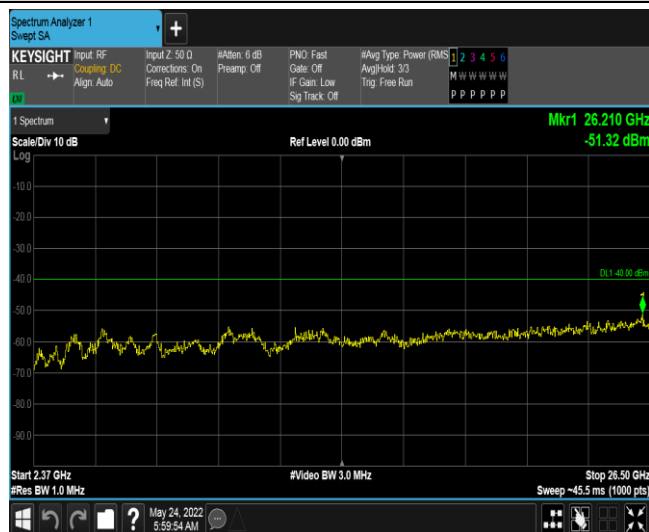 Spectrum Analyzer 1
Swept SA
+
KEYSIGHT
RL
LXI
Input: RF
Coupling: DC
Align: Auto
Input Z: 50 Ω
Corrections: On
Freq Ref: Int (S)
#Atten: 6 dB
Preamp: Off
PNO: Fast
Gate: Off
IF Gain: Low
Sig Track: Off
#Avg Type: Power (RMS
Avg|Hold: 3/3
Trig: Free Run
1 2 3 4 5 6
M W W W W W
P P P P P P
1 Spectrum
Mkr1 26.210 GHz
Scale/Div 10 dB
Ref Level 0.00 dBm
-51.32 dBm
Log
-10.0
-20.0
-30.0
DL1 -40.00 dBm
-40.0
-50.0
-60.0
-70.0
-80.0
-90.0
Start 2.37 GHz
#Video BW 3.0 MHz
Stop 26.50 GHz
#Res BW 1.0 MHz
Sweep ~45.5 ms (1000 pts)
?
May 24, 2022
5:59:54 AM